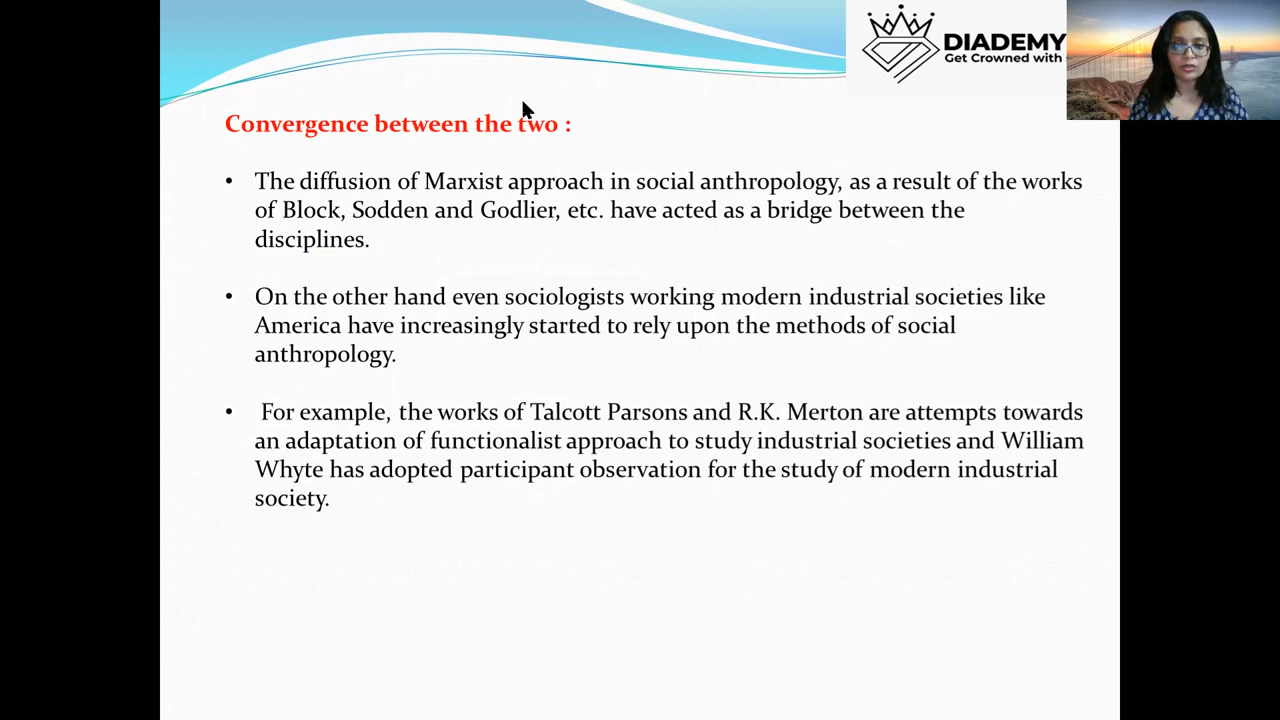 DIADEMY
Get Crowned with
Convergence between the two :
• The diffusion of Marxist approach in social anthropology, as a result of the works
of Block, Sodden and Godlier, etc. have acted as a bridge between the
disciplines.
• On the other hand even sociologists working modern industrial societies like
America have increasingly started to rely upon the methods of social
anthropology.
• For example, the works of Talcott Parsons and R.K. Merton are attempts towards
an adaptation of functionalist approach to study industrial societies and William
Whyte has adopted participant observation for the study of modern industrial
society.